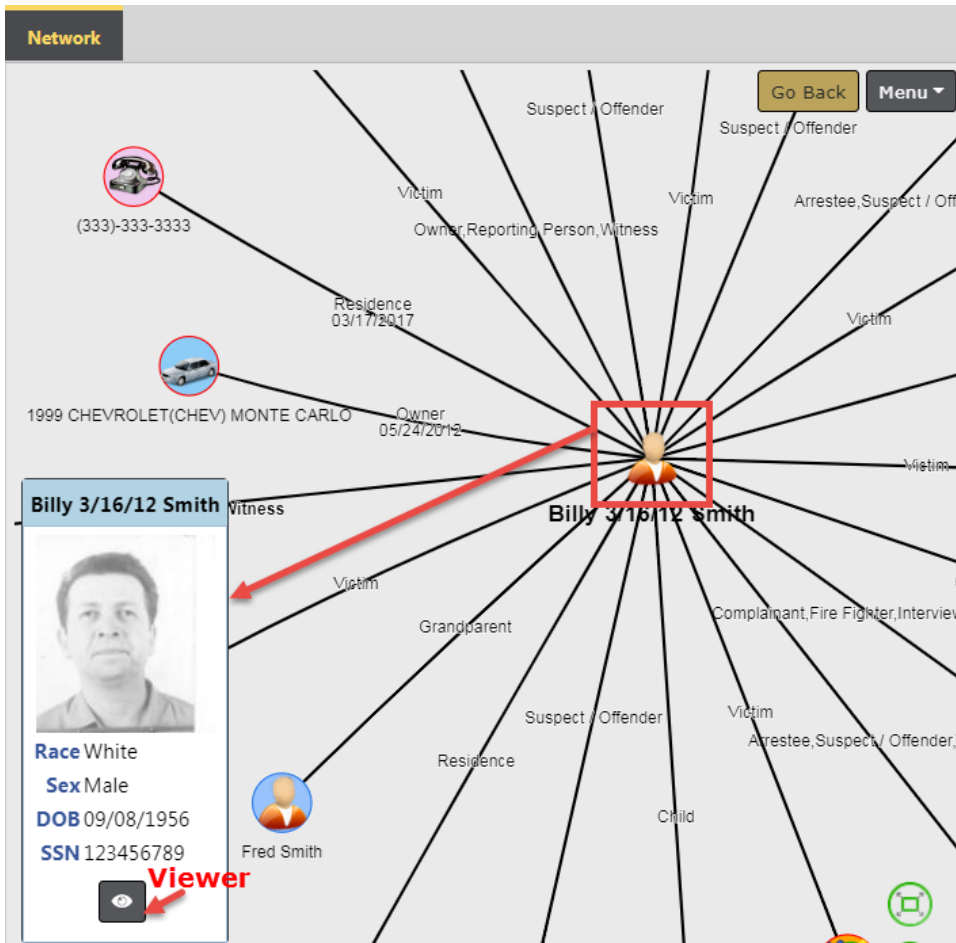 Network
Go Back
Menu
Suspect / Offender
Suspect / Offender
Victim
Victim
Arrestee,Suspect / Off
(333)-333-3333
Owner,Reporting Person,Witness
Residence
03/17/2017
Victim
1999 CHEVROLET(CHEV) MONTE CARLO
Owner
05/24/2012
Victim
Billy 3/16/12 Smith
Witness
Billy 3/16/12 Smith
Victim
Grandparent
Complainant,Fire Fighter,Interview
Suspect / Offender
Victim
Arrestee,Suspect / Offender,
Residence
Race White
Sex Male
DOB 09/08/1956
SSN 123456789
Child
Fred Smith
Viewer